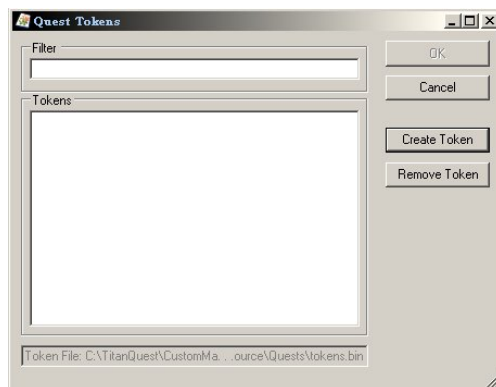 Quest Tokens
Filter
OK
Cancel
Tokens
Create Token
Remove Token
Token File: C:\TitanQuest\CustomMa. . .ource\Quests\tokens.bin